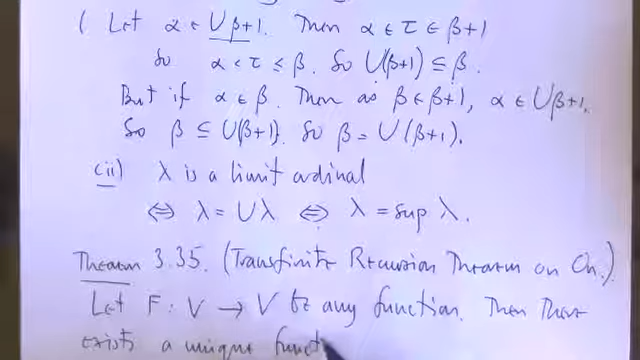 ( Let α ∈ ∪β+1. Then α ∈ τ ∈ β+1
So α < τ ≤ β. So ∪(β+1) ⊆ β.
But if α ∈ β. Then as β ∈ β+1, α ∈ ∪β+1.
So β ⊆ ∪(β+1). So β = ∪(β+1).
(ii) λ is a limit ordinal
⇔ λ = ∪λ ⇔ λ = sup λ.
Theorem 3.35. (Transfinite Recursion Theorem on On.)
Let F : V → V be any function. Then there
exists a unique funct